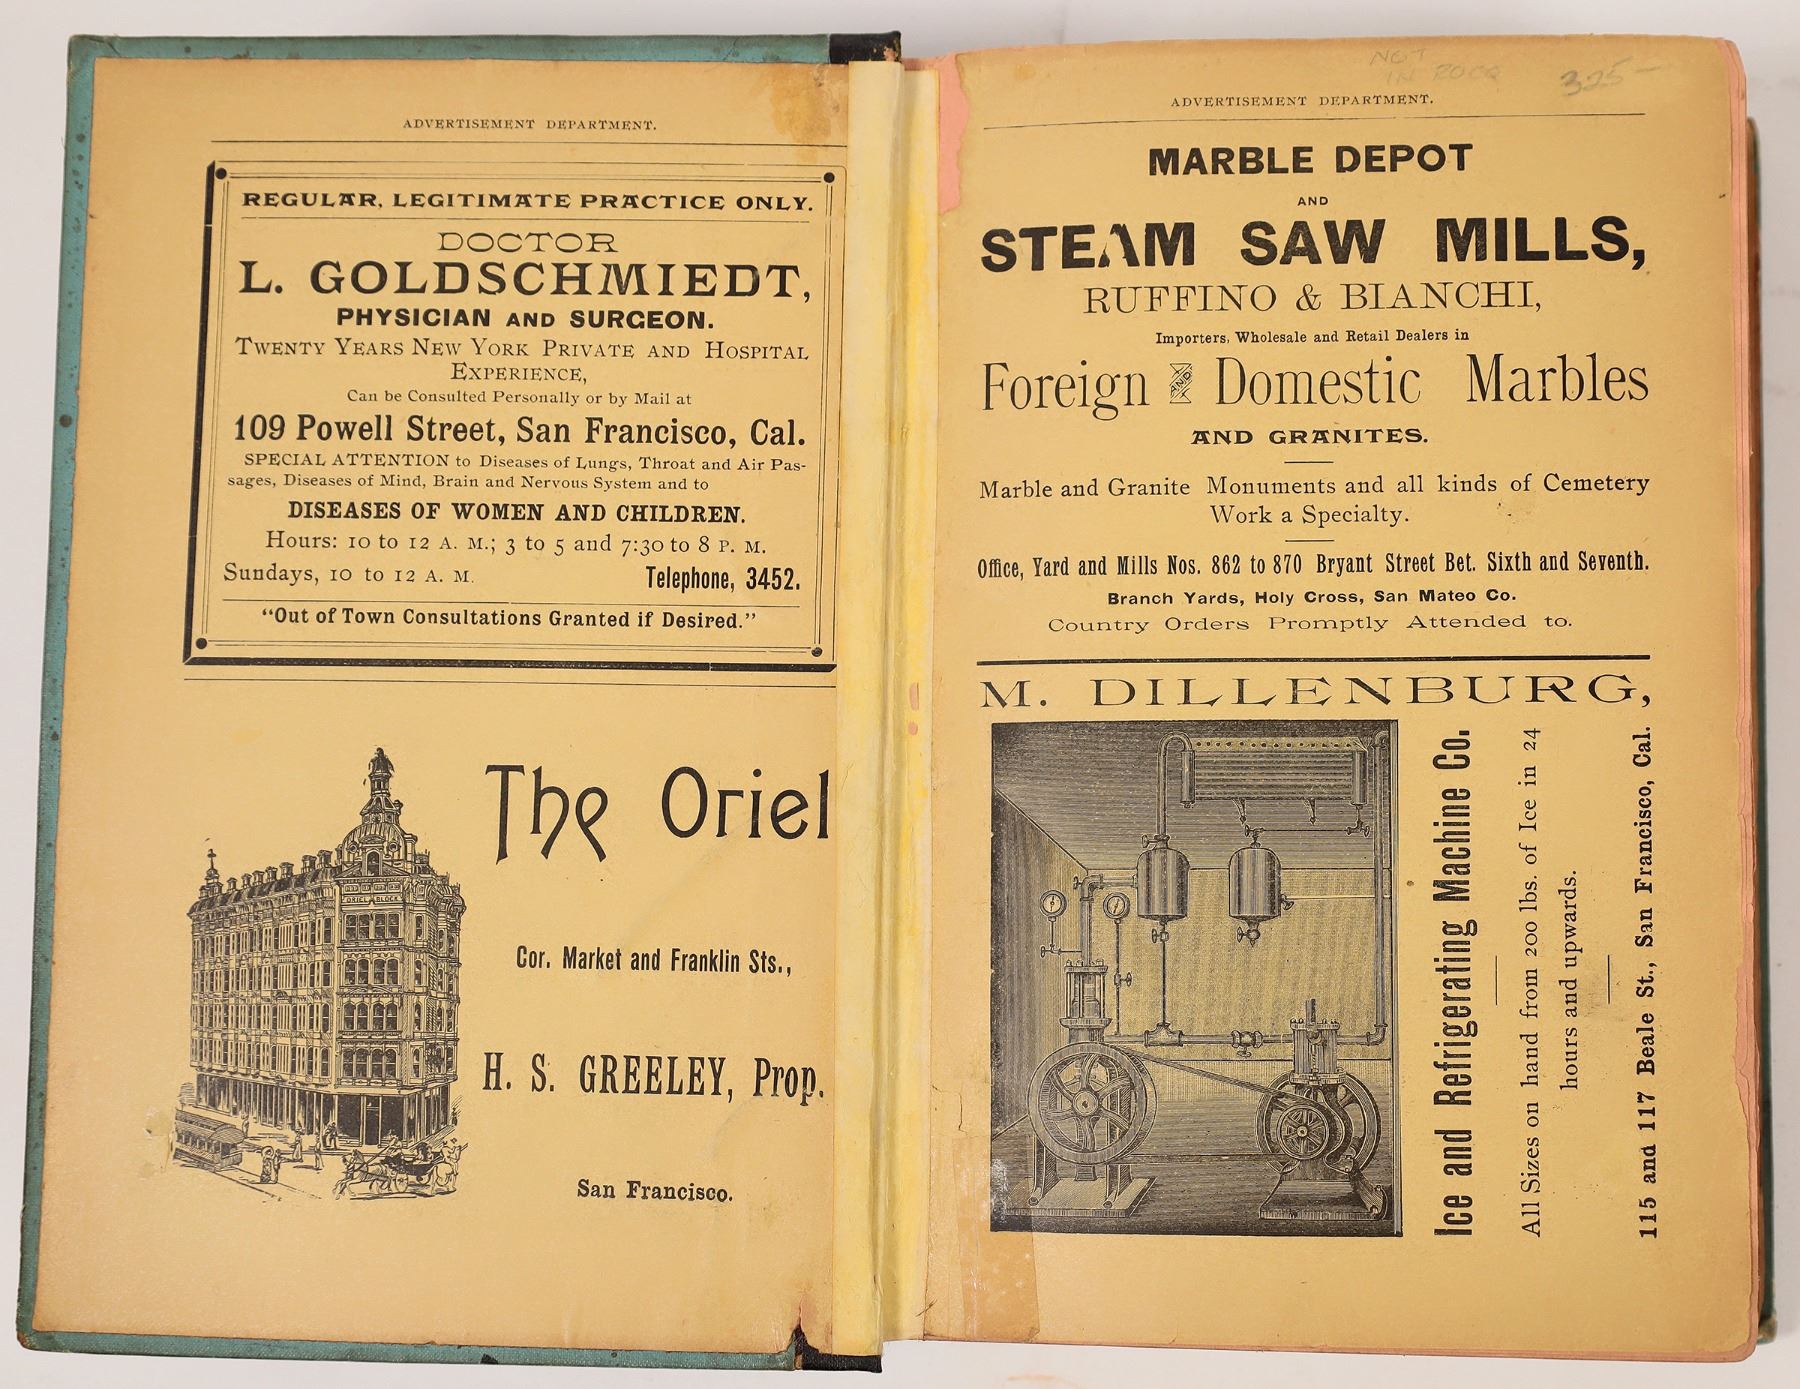 ADVERTISEMENT DEPARTMENT.
REGULAR, LEGITIMATE PRACTICE ONLY.
DOCTOR
L. GOLDSCHMIEDT,
PHYSICIAN AND SURGEON.
TWENTY YEARS NEW YORK PRIVATE AND HOSPITAL
EXPERIENCE,
Can be Consulted Personally or by Mail at
109 Powell Street, San Francisco, Cal.
SPECIAL ATTENTION to Diseases of Lungs, Throat and Air Pas-
sages, Diseases of Mind, Brain and Nervous System and to
DISEASES OF WOMEN AND CHILDREN.
Hours: 10 to 12 A. M.; 3 to 5 and 7:30 to 8 P. M.
Sundays, 10 to 12 A. M. Telephone, 3452.
"Out of Town Consultations Granted if Desired."
The Oriel
ORIEL BLOCK
Cor. Market and Franklin Sts.,
H. S. GREELEY, Prop.
San Francisco.
NOT
IN ROCQ
325—
ADVERTISEMENT DEPARTMENT.
MARBLE DEPOT
AND
STEAM SAW MILLS,
RUFFINO & BIANCHI,
Importers, Wholesale and Retail Dealers in
Foreign AND Domestic Marbles
AND GRANITES.
Marble and Granite Monuments and all kinds of Cemetery
Work a Specialty.
Office, Yard and Mills Nos. 862 to 870 Bryant Street Bet. Sixth and Seventh.
Branch Yards, Holy Cross, San Mateo Co.
Country Orders Promptly Attended to.
M. DILLENBURG,
Ice and Refrigerating Machine Co.
All Sizes on hand from 200 lbs. of Ice in 24
hours and upwards.
115 and 117 Beale St., San Francisco, Cal.